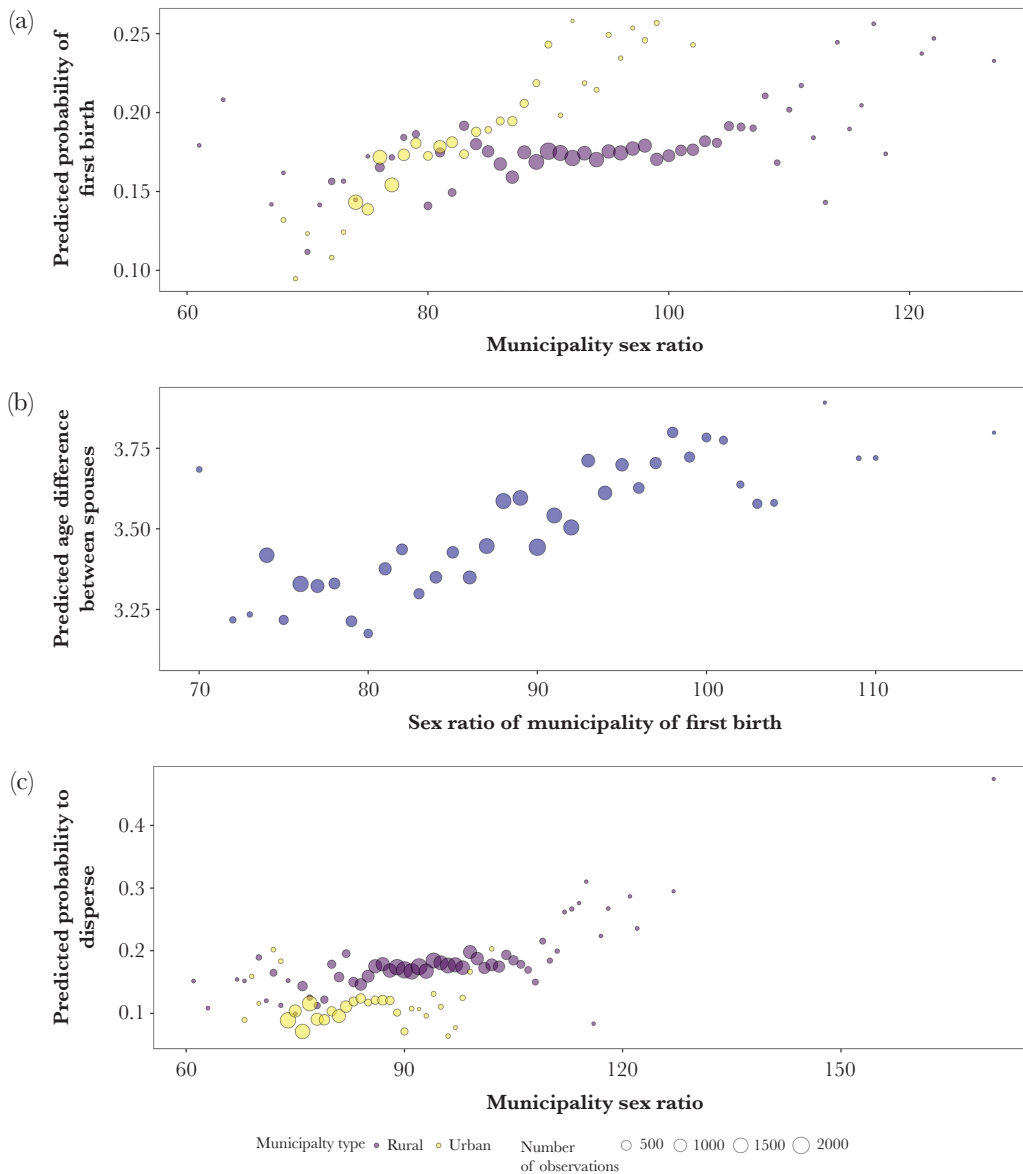 (a)
Predicted probability of
first birth
0.25
0.20
0.15
0.10
60
80
100
120
Municipality sex ratio
(b)
Predicted age difference
between spouses
3.75
3.50
3.25
70
80
90
100
110
Sex ratio of municipality of first birth
(c)
Predicted probability to
disperse
0.4
0.3
0.2
0.1
60
90
120
150
Municipality sex ratio
Municipalty type Rural Urban
Number
of observations
500 1000 1500 2000